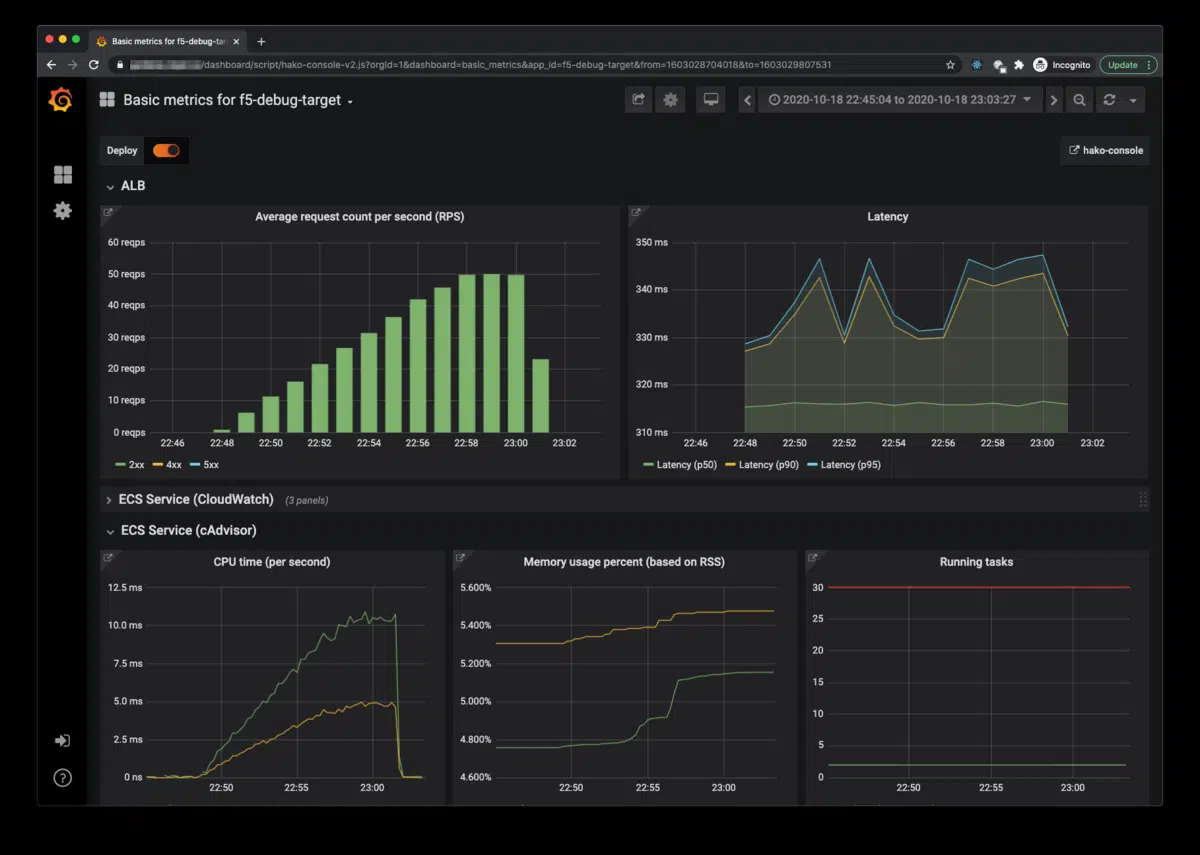 Basic metrics for f5-debug-tar
/dashboard/script/hako-console-v2.js?orgId=1&dashboard=basic_metrics&app_id=f5-debug-target&from=1603028704018&to=1603029807531
Incognito
Update
Basic metrics for f5-debug-target
2020-10-18 22:45:04 to 2020-10-18 23:03:27
Deploy
hako-console
ALB
Average request count per second (RPS)
60 reqps
50 reqps
40 reqps
30 reqps
20 reqps
10 reqps
0 reqps
22:46 22:48 22:50 22:52 22:54 22:56 22:58 23:00 23:02
2xx 4xx 5xx
Latency
350 ms
340 ms
330 ms
320 ms
310 ms
22:46 22:48 22:50 22:52 22:54 22:56 22:58 23:00 23:02
Latency (p50) Latency (p90) Latency (p95)
ECS Service (CloudWatch) (3 panels)
ECS Service (cAdvisor)
CPU time (per second)
12.5 ms
10.0 ms
7.5 ms
5.0 ms
2.5 ms
0 ns
22:50 22:55 23:00
Memory usage percent (based on RSS)
5.600%
5.400%
5.200%
5.000%
4.800%
4.600%
22:50 22:55 23:00
Running tasks
30
25
20
15
10
5
0
22:50 22:55 23:00